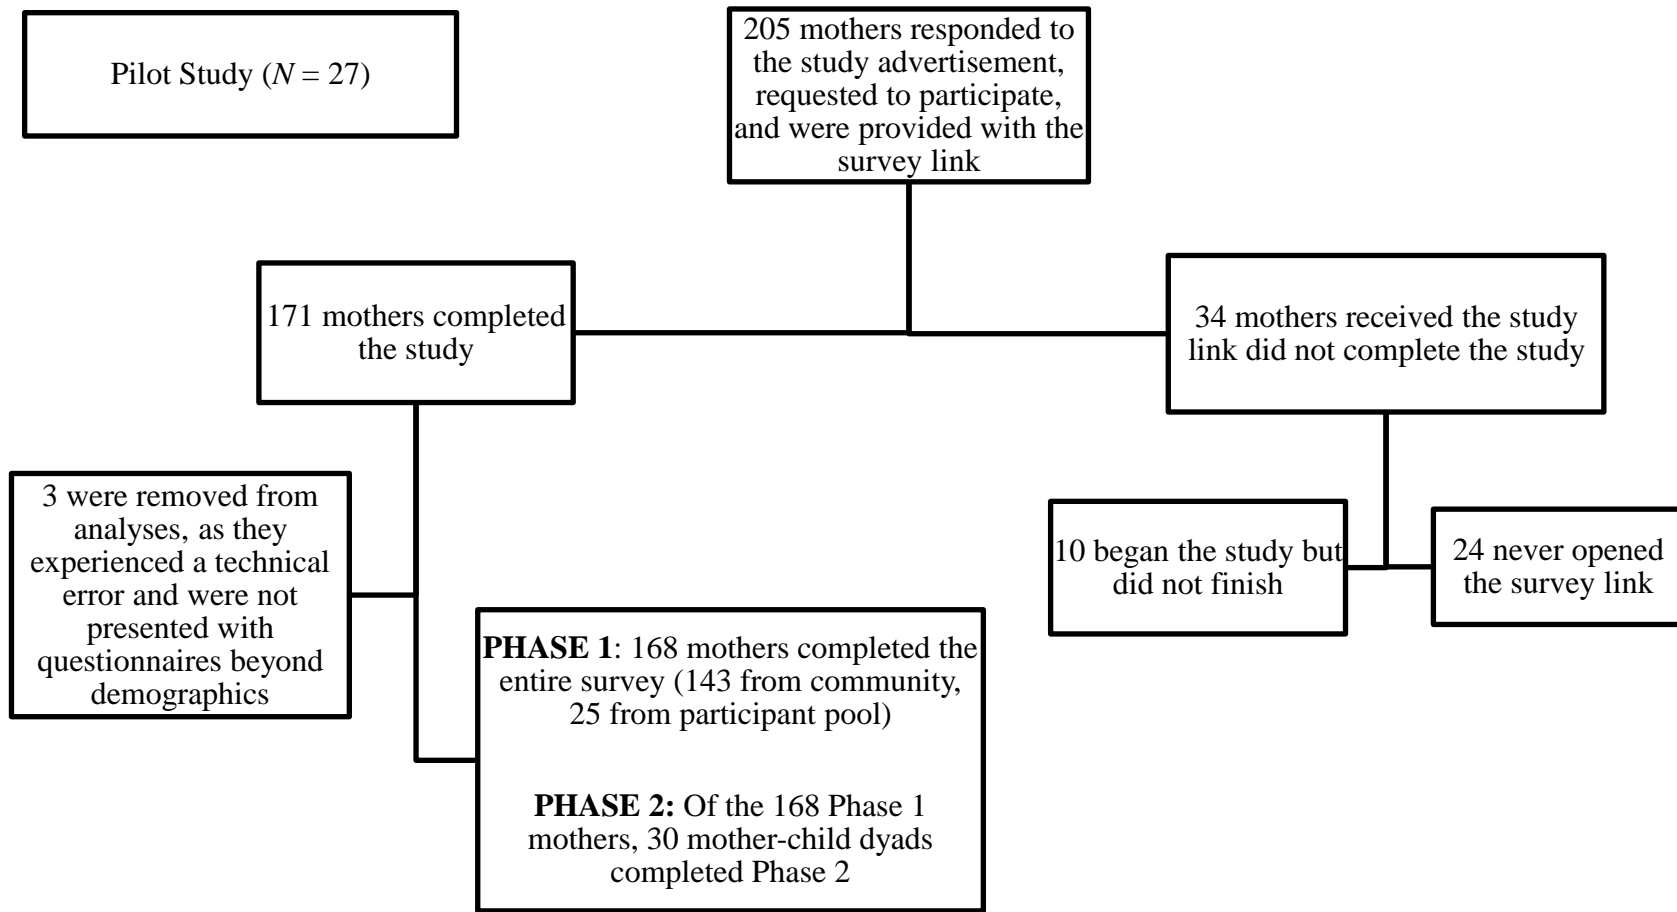 Pilot Study (N = 27)
205 mothers responded to
the study advertisement,
requested to participate,
and were provided with the
survey link
171 mothers completed
the study
34 mothers received the study
link did not complete the study
3 were removed from
analyses, as they
experienced a technical
error and were not
presented with
questionnaires beyond
demographics
10 began the study but
did not finish
24 never opened
the survey link
PHASE 1: 168 mothers completed the
entire survey (143 from community,
25 from participant pool)
PHASE 2: Of the 168 Phase 1
mothers, 30 mother-child dyads
completed Phase 2